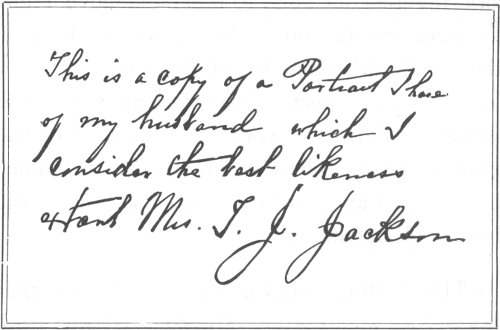 This is a copy of a Portrait I have
of my husband which I
consider the best likeness
extant Mrs. T. J. Jackson